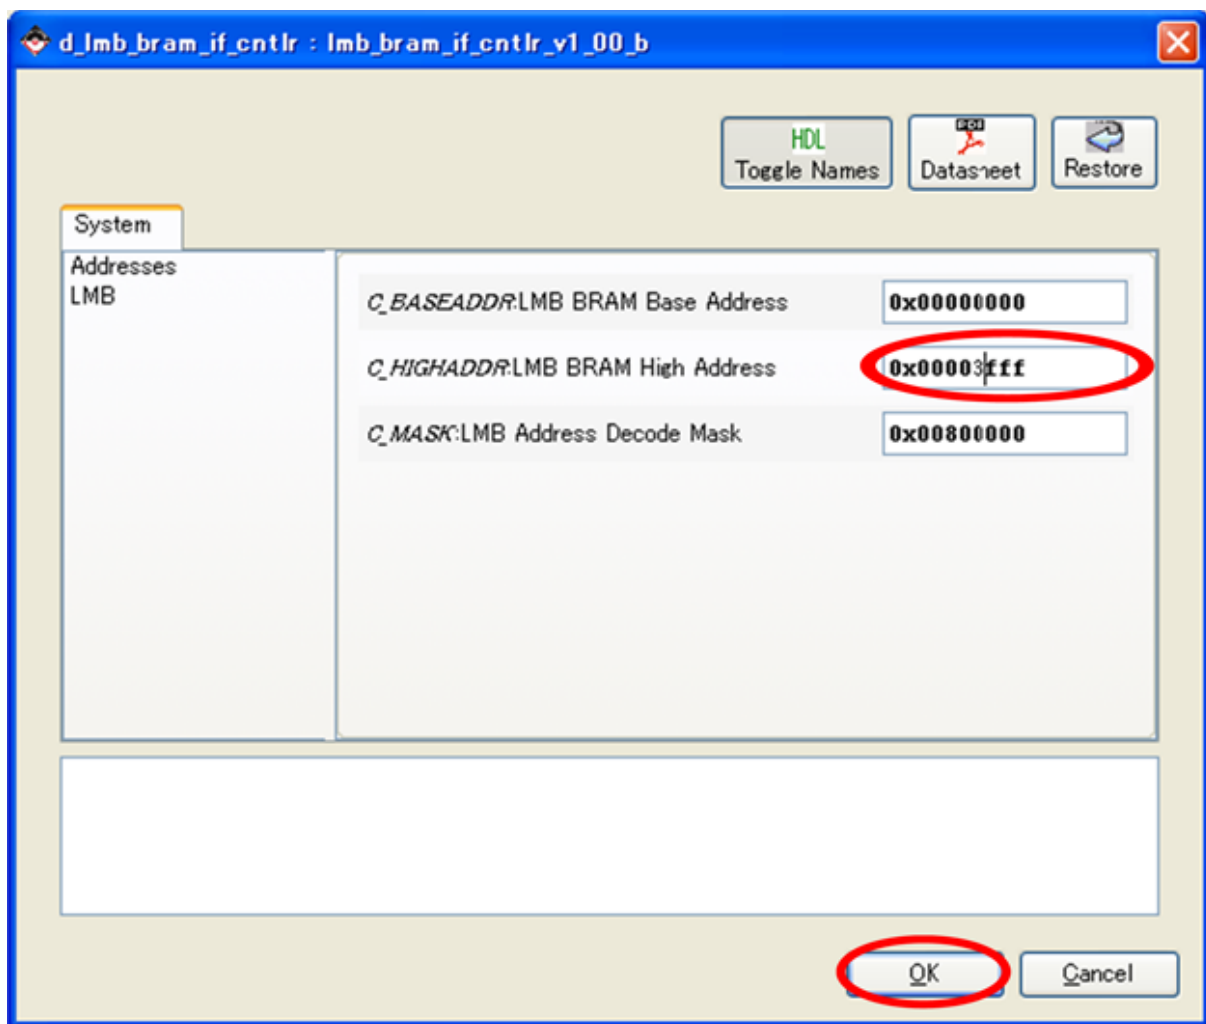 d_lmb_bram_if_cntlr : lmb_bram_if_cntlr_v1_00_b
HDL
Toggle Names
PDF
Datasheet
Restore
System
Addresses
LMB
C_BASEADDR:LMB BRAM Base Address
0x00000000
C_HIGHADDR:LMB BRAM High Address
0x00003fff
C_MASK:LMB Address Decode Mask
0x00800000
OK
Cancel